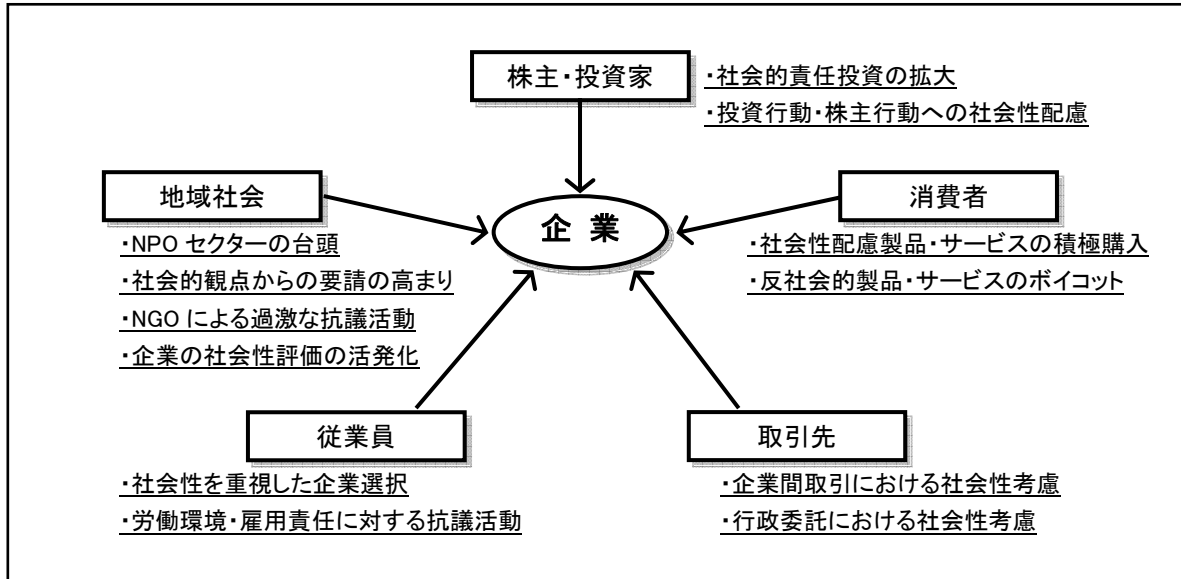 株主・投資家
・社会的責任投資の拡大
・投資行動・株主行動への社会性配慮
地域社会
・NPO セクターの台頭
・社会的観点からの要請の高まり
・NGO による過激な抗議活動
・企業の社会性評価の活発化
企 業
消費者
・社会性配慮製品・サービスの積極購入
・反社会的製品・サービスのボイコット
従業員
・社会性を重視した企業選択
・労働環境・雇用責任に対する抗議活動
取引先
・企業間取引における社会性考慮
・行政委託における社会性考慮